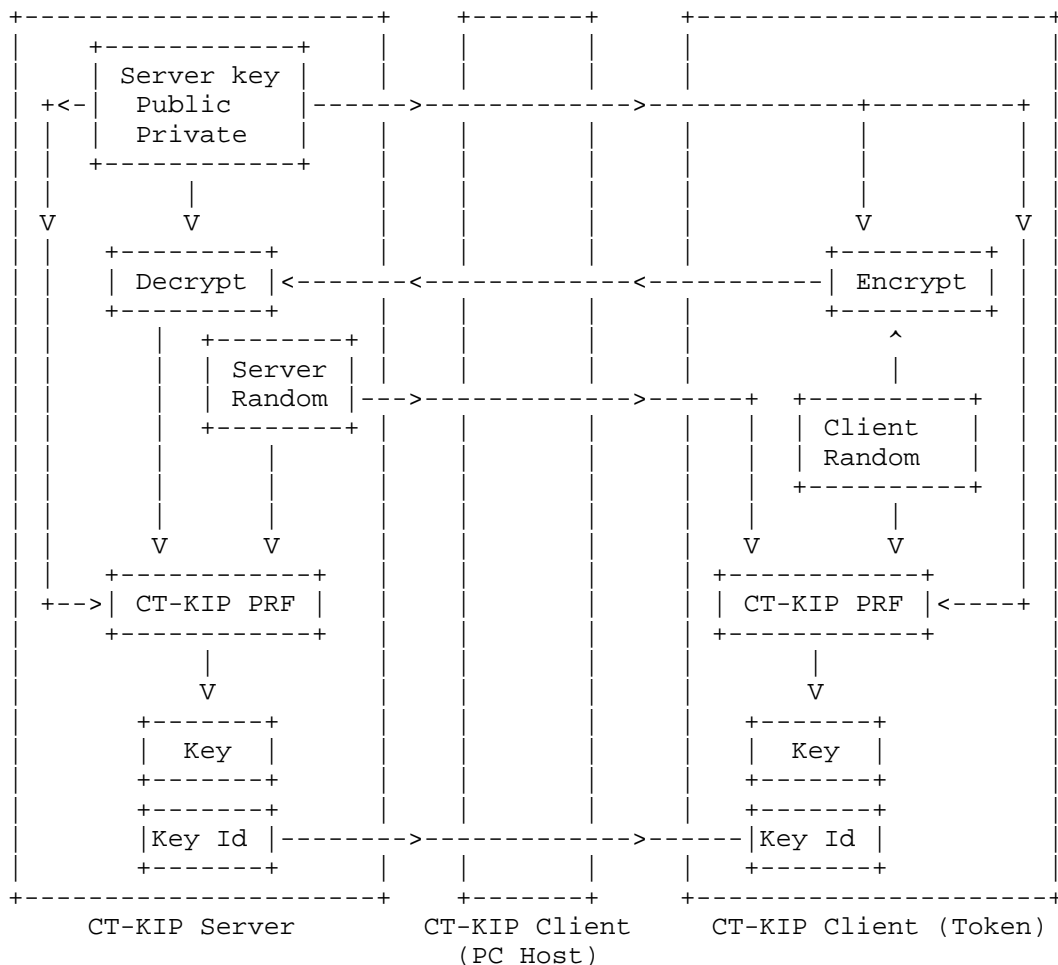 Server key
Public
Private
Decrypt
Encrypt
Server
Random
Client
Random
CT-KIP PRF
CT-KIP PRF
Key
Key
Key Id
Key Id
CT-KIP Server
CT-KIP Client
(PC Host)
CT-KIP Client (Token)